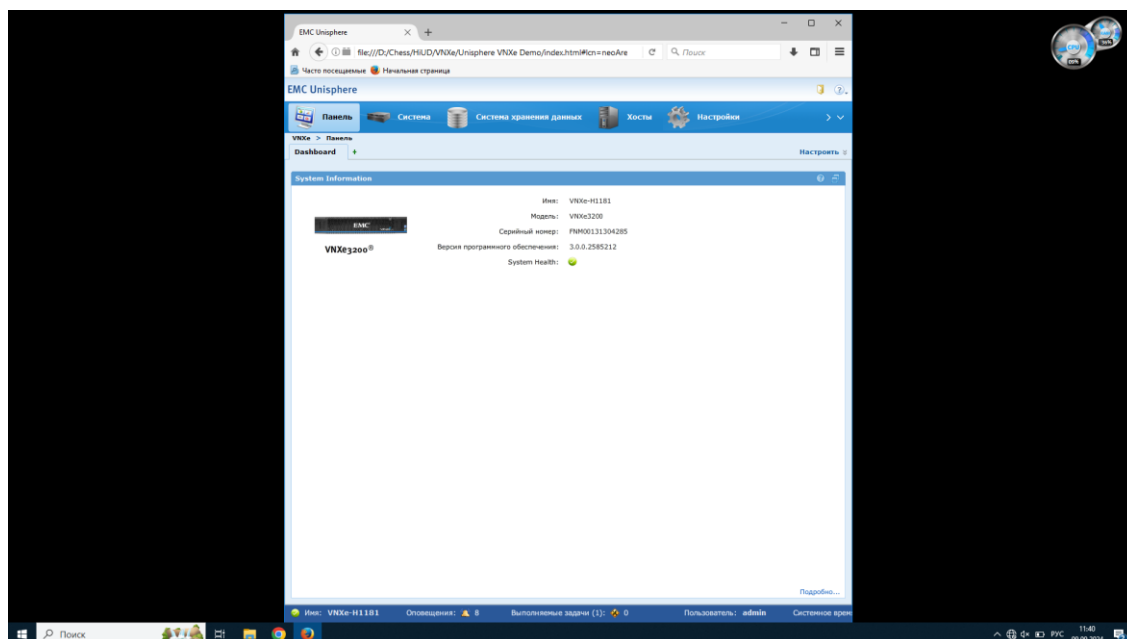 EMC Unisphere
file:///D:/Chess/HiUD/VNXe/Unisphere VNXe Demo/index.html#lcn=neoAre
Поиск
Часто посещаемые Начальная страница
EMC Unisphere
Панель Система Система хранения данных Хосты Настройки
VNXe > Панель
Dashboard + Настроить
System Information
Имя: VNXe-H1181
Модель: VNXe3200
EMC
Серийный номер: FNM00131304285
VNXe3200® Версия программного обеспечения: 3.0.0.2585212
System Health:
Подробно...
Имя: VNXe-H1181 Оповещения: 8 Выполняемые задачи (1): 0 Пользователь: admin Системное врем
Поиск РУС 11:40
CPU